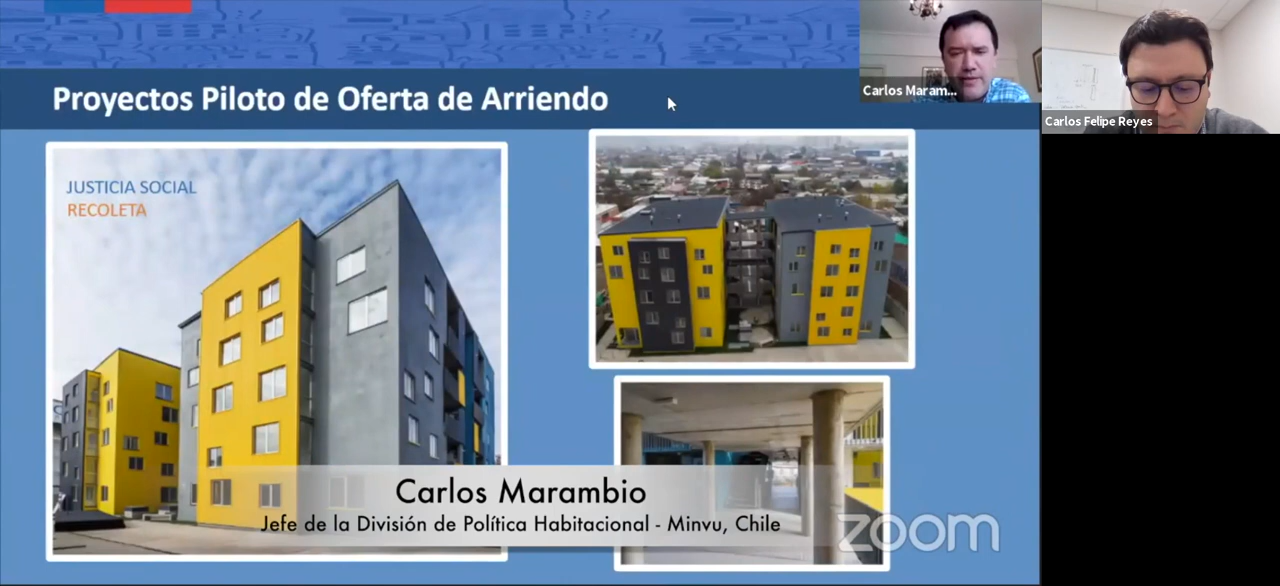 Proyectos Piloto de Oferta de Arriendo
Carlos Maram...
Carlos Felipe Reyes
JUSTICIA SOCIAL
RECOLETA
Carlos Marambio
Jefe de la División de Política Habitacional - Minvu, Chile
zoom